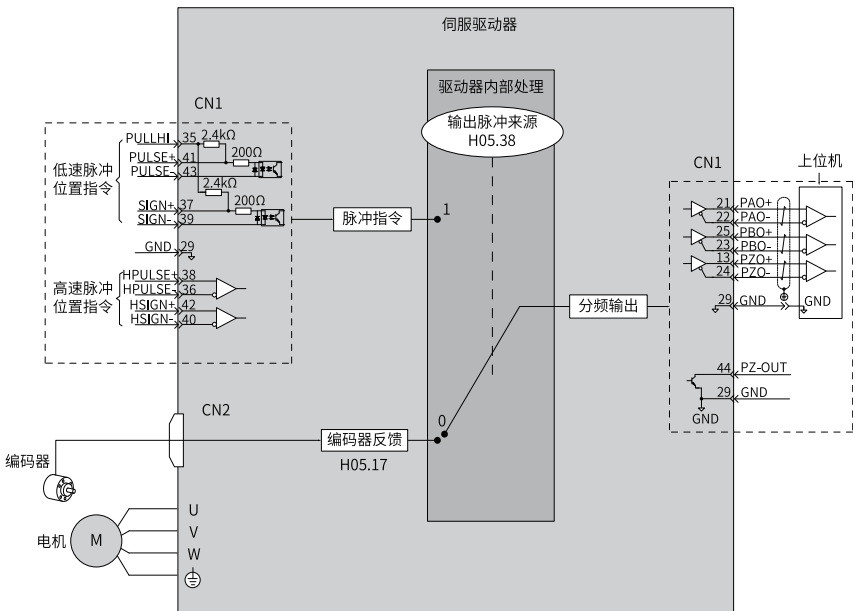 伺服驱动器
驱动器内部处理
输出脉冲来源
H05.38
CN1
PULLHI 35 2.4kΩ
PULSE+ 41 200Ω
PULSE- 43
2.4kΩ
低速脉冲
位置指令
SIGN+ 37 200Ω
SIGN- 39
GND 29
HPULSE+ 38
HPULSE- 36
HSIGN+ 42
HSIGN- 40
高速脉冲
位置指令
脉冲指令
1
CN1
上位机
21 PAO+
22 PAO-
25 PBO+
23 PBO-
13 PZO+
24 PZO-
29 GND
GND
分频输出
44 PZ-OUT
29 GND
GND
CN2
0
编码器反馈
H05.17
编码器
电机
M
U
V
W